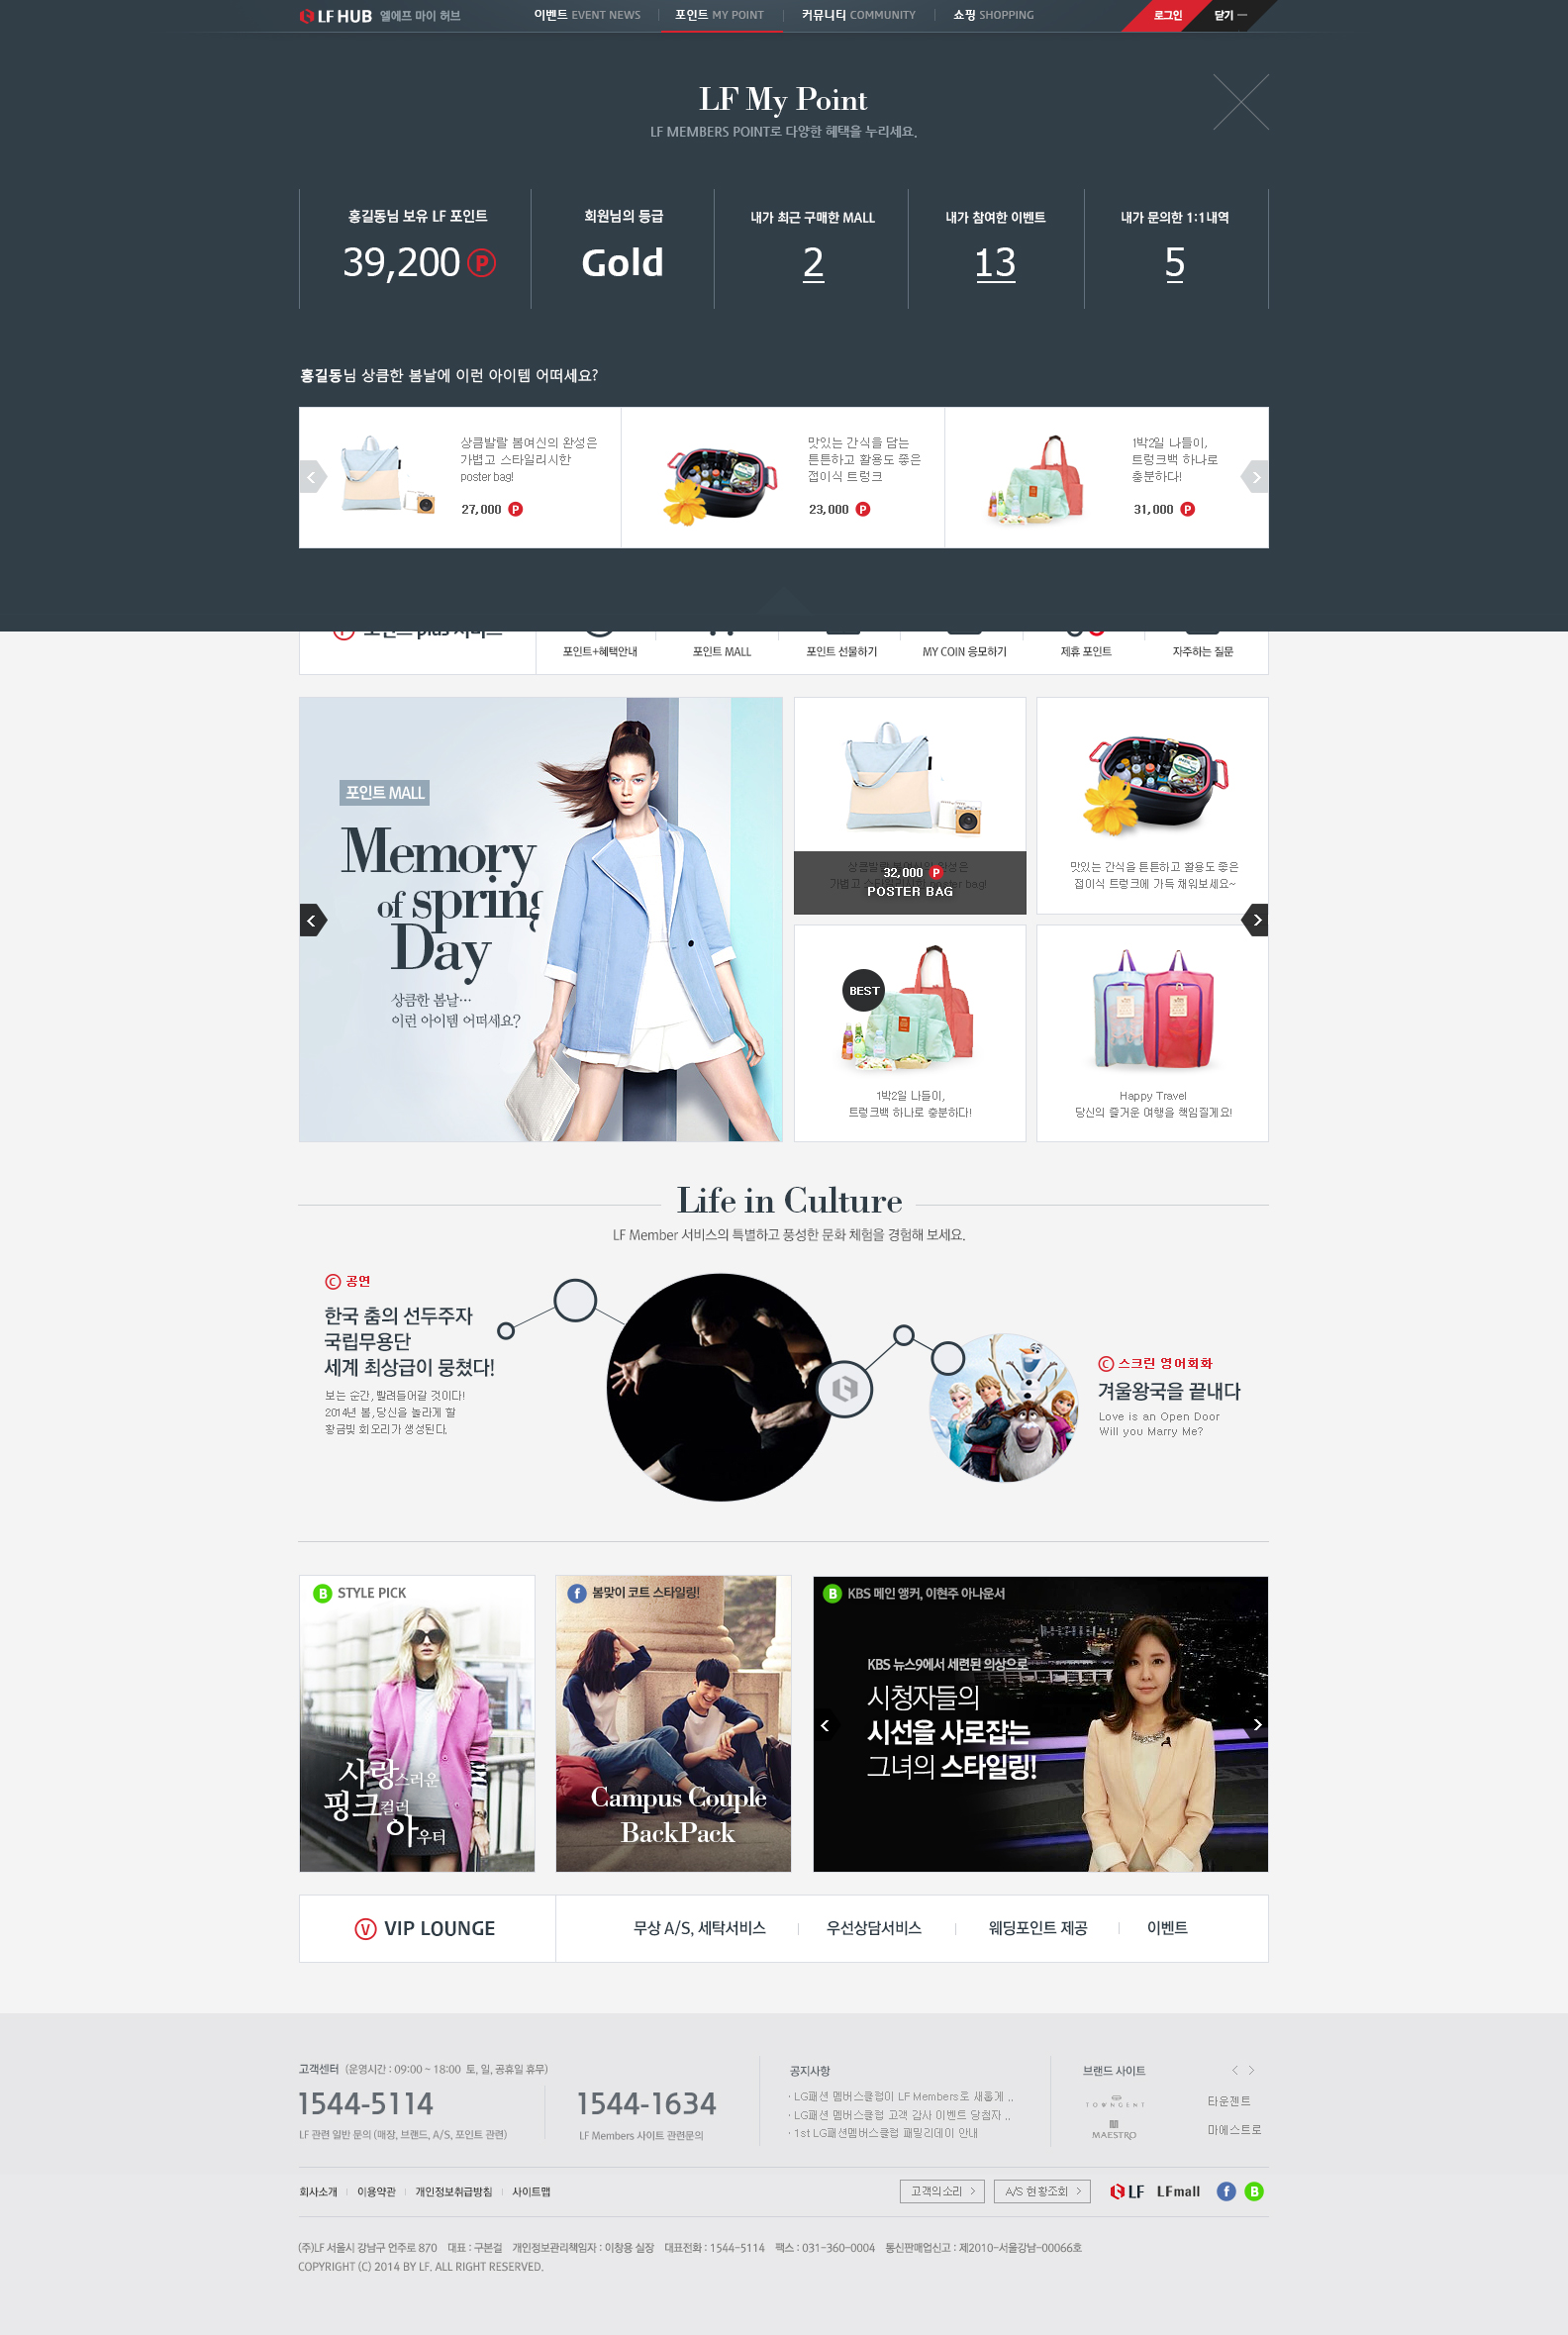 LF HUB 엘에프 마이 허브
이벤트 EVENT NEWS
포인트 MY POINT
커뮤니티 COMMUNITY
쇼핑 SHOPPING
로그인
닫기
LF My Point
LF MEMBERS POINT로 다양한 혜택을 누리세요.
홍길동님 보유 LF 포인트
39,200 P
회원님의 등급
Gold
내가 최근 구매한 MALL
2
내가 참여한 이벤트
13
내가 문의한 1:1내역
5
홍길동님 상큼한 봄날에 이런 아이템 어떠세요?
상큼발랄 봄여신의 완성은
가볍고 스타일리시한
poster bag!
27,000 P
맛있는 간식을 담는
튼튼하고 활용도 좋은
접이식 트렁크
23,000 P
1박2일 나들이,
트렁크백 하나로
충분하다!
31,000 P
포인트+혜택안내
포인트 MALL
포인트 선물하기
MY COIN 응모하기
제휴 포인트
자주하는 질문
포인트 MALL
Memory
of spring
Day
상큼한 봄날…
이런 아이템 어떠세요?
32,000 P
POSTER BAG
맛있는 간식을 튼튼하고 활용도 좋은
접이식 트렁크에 가득 채워보세요~
BEST
1박2일 나들이,
트렁크백 하나로 충분하다!
Happy Travel
당신의 즐거운 여행을 책임질게요!
Life in Culture
LF Member 서비스의 특별하고 풍성한 문화 체험을 경험해 보세요.
C 공연
한국 춤의 선두주자
국립무용단
세계 최상급이 뭉쳤다!
보는 순간, 빨려들어갈 것이다!
2014년 봄, 당신을 놀라게 할
황금빛 회오리가 생성된다.
C 스크린 영어회화
겨울왕국을 끝내다
Love is an Open Door
Will you Marry Me?
B STYLE PICK
사랑스러운
핑크컬러
아우터
f 봄맞이 코트 스타일링!
Campus Couple
BackPack
B KBS 메인 앵커, 이현주 아나운서
KBS 뉴스9에서 세련된 의상으로
시청자들의
시선을 사로잡는
그녀의 스타일링!
V VIP LOUNGE
무상 A/S, 세탁서비스
우선상담서비스
웨딩포인트 제공
이벤트
고객센터 (운영시간 : 09:00 ~ 18:00 토, 일, 공휴일 휴무)
1544-5114
LF 관련 일반 문의 (매장, 브랜드, A/S, 포인트 관련)
1544-1634
LF Members 사이트 관련문의
공지사항
· LG패션 멤버스클럽이 LF Members로 새롭게 ..
· LG패션 멤버스클럽 고객 감사 이벤트 당첨자 ..
· 1st LG패션멤버스클럽 패밀리데이 안내
브랜드 사이트
TOWNGENT
타운젠트
MAESTRO
마에스트로
회사소개
이용약관
개인정보취급방침
사이트맵
고객의소리
A/S 현황조회
LF
LFmall
f
B
(주)LF 서울시 강남구 언주로 870 대표 : 구본걸 개인정보관리책임자 : 이창용 실장 대표전화 : 1544-5114 팩스 : 031-360-0004 통신판매업신고 : 제2010-서울강남-00066호
COPYRIGHT (C) 2014 BY LF. ALL RIGHT RESERVED.